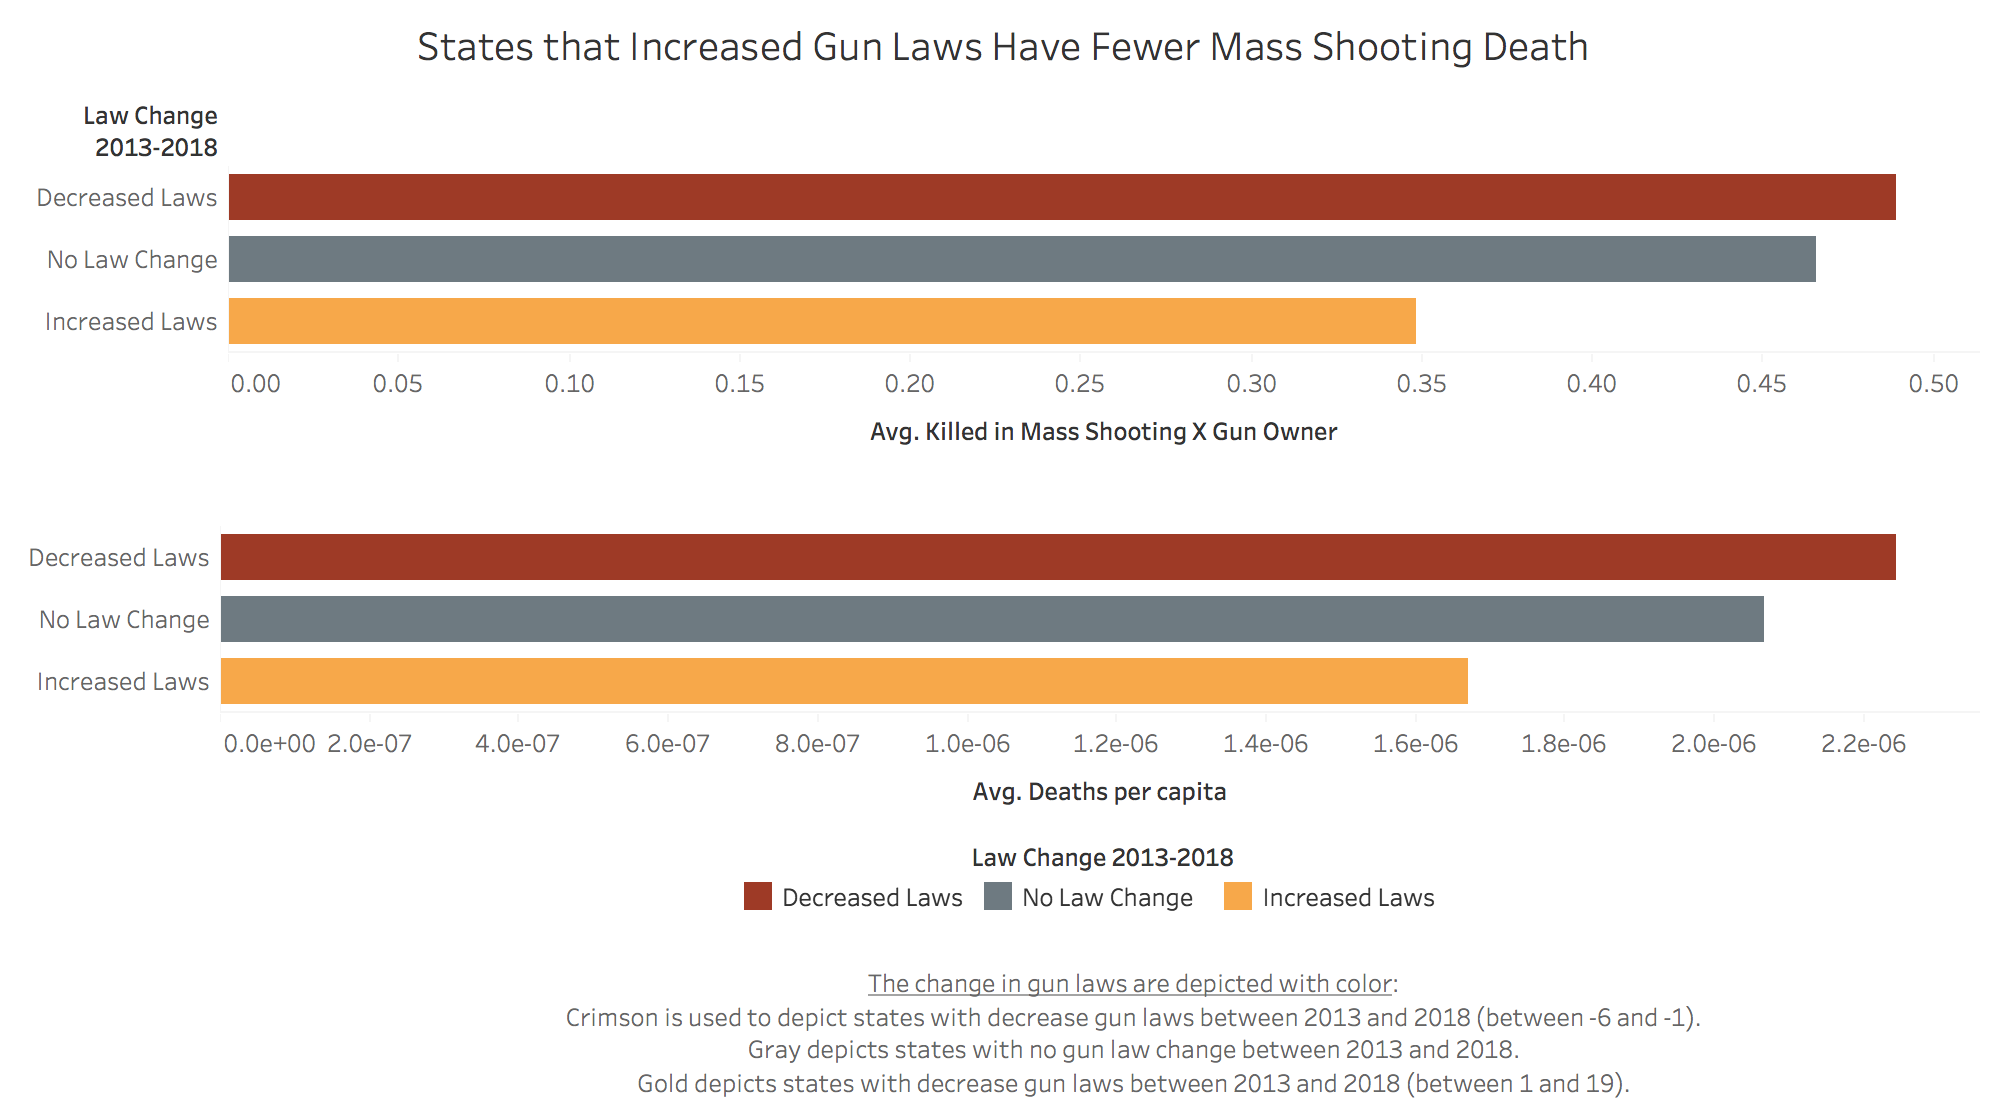 States that Increased Gun Laws Have Fewer Mass Shooting Death
Law Change
2013-2018
Decreased Laws
No Law Change
Increased Laws
0.00 0.05 0.10 0.15 0.20 0.25 0.30 0.35 0.40 0.45 0.50
Avg. Killed in Mass Shooting X Gun Owner
Decreased Laws
No Law Change
Increased Laws
0.0e+00 2.0e-07 4.0e-07 6.0e-07 8.0e-07 1.0e-06 1.2e-06 1.4e-06 1.6e-06 1.8e-06 2.0e-06 2.2e-06
Avg. Deaths per capita
Law Change 2013-2018
Decreased Laws No Law Change Increased Laws
The change in gun laws are depicted with color:
Crimson is used to depict states with decrease gun laws between 2013 and 2018 (between -6 and -1).
Gray depicts states with no gun law change between 2013 and 2018.
Gold depicts states with decrease gun laws between 2013 and 2018 (between 1 and 19).